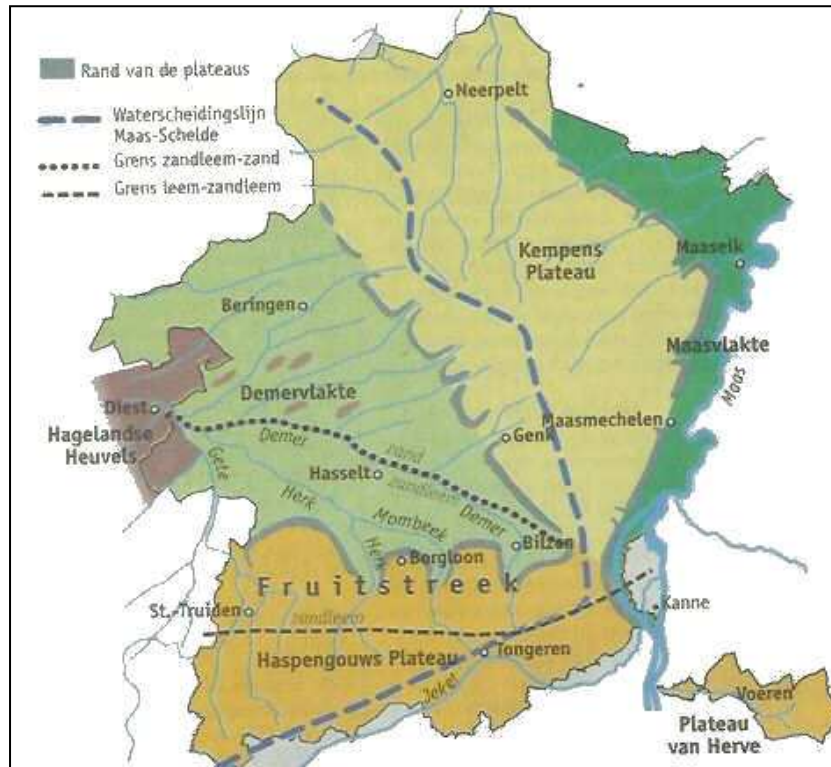 Rand van de plateaus
Waterscheidingslijn
Maas-Schelde
Grens zandleem-zand
Grens leem-zandleem
Neerpelt
Kempens
Plateau
Maaseik
Beringen
Maasvlakte
Maas
Demervlakte
Diest
Hagelandse
Heuvels
Maasmechelen
Genk
Demer
zand
Hasselt
zandleem
Gete
Herk
Demer
Mombeek
Bilzen
Herk
Borgloon
Fruitstreek
Kanne
St.-Truiden
zandleem
Haspengouws Plateau
Tongeren
Jeker
Voeren
Plateau
van Herve